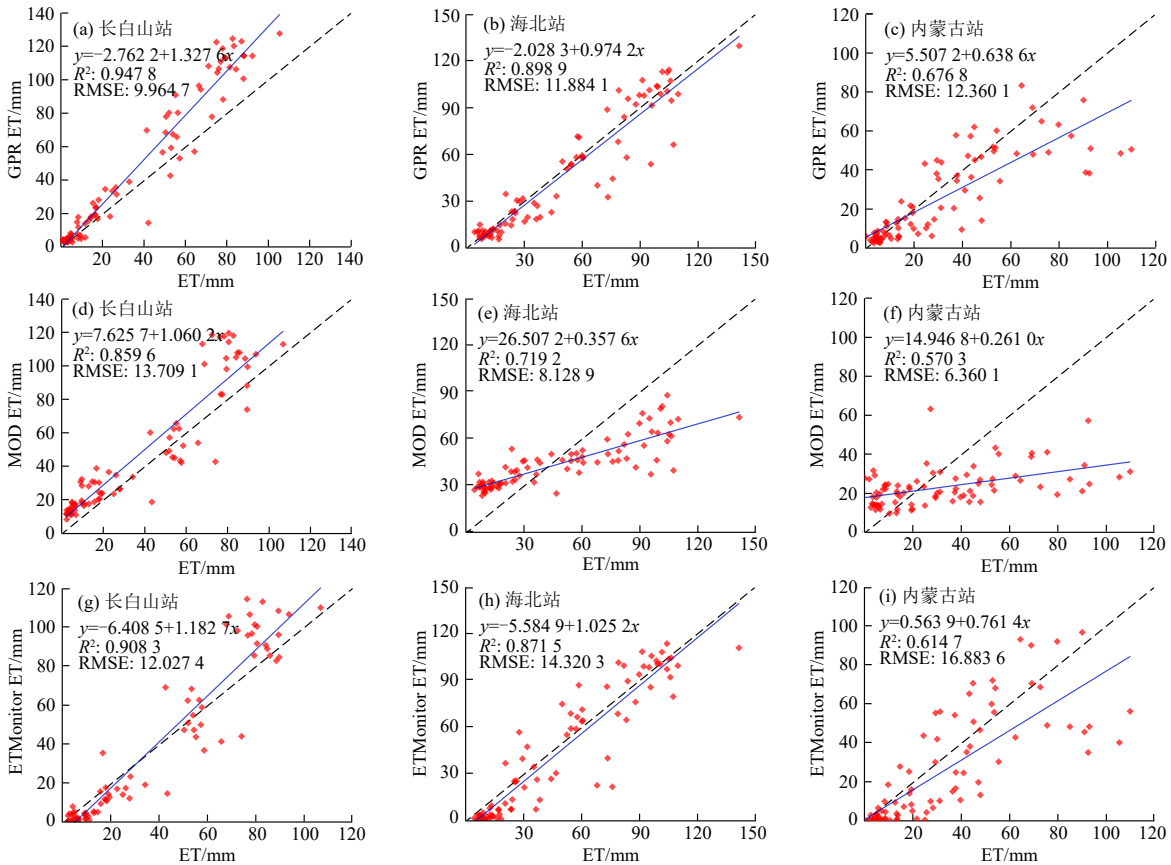 (a) 长白山站
y=−2.762 2+1.327 6x
R²: 0.947 8
RMSE: 9.964 7
GPR ET/mm
140
120
100
80
60
40
20
0
20 40 60 80 100 120 140
ET/mm
(b) 海北站
y=−2.028 3+0.974 2x
R²: 0.898 9
RMSE: 11.884 1
GPR ET/mm
150
120
90
60
30
0
30 60 90 120 150
ET/mm
(c) 内蒙古站
y=5.507 2+0.638 6x
R²: 0.676 8
RMSE: 12.360 1
GPR ET/mm
120
100
80
60
40
20
0
20 40 60 80 100 120
ET/mm
(d) 长白山站
y=7.625 7+1.060 2x
R²: 0.859 6
RMSE: 13.709 1
MOD ET/mm
140
120
100
80
60
40
20
0
20 40 60 80 100 120 140
ET/mm
(e) 海北站
y=26.507 2+0.357 6x
R²: 0.719 2
RMSE: 8.128 9
MOD ET/mm
150
120
90
60
30
0
30 60 90 120 150
ET/mm
(f) 内蒙古站
y=14.946 8+0.261 0x
R²: 0.570 3
RMSE: 6.360 1
MOD ET/mm
120
100
80
60
40
20
0
20 40 60 80 100 120
ET/mm
(g) 长白山站
y=−6.408 5+1.182 7x
R²: 0.908 3
RMSE: 12.027 4
ETMonitor ET/mm
120
100
80
60
40
20
0
20 40 60 80 100 120
ET/mm
(h) 海北站
y=−5.584 9+1.025 2x
R²: 0.871 5
RMSE: 14.320 3
ETMonitor ET/mm
150
120
90
60
30
0
30 60 90 120 150
ET/mm
(i) 内蒙古站
y=0.563 9+0.761 4x
R²: 0.614 7
RMSE: 16.883 6
ETMonitor ET/mm
120
100
80
60
40
20
0
20 40 60 80 100 120
ET/mm